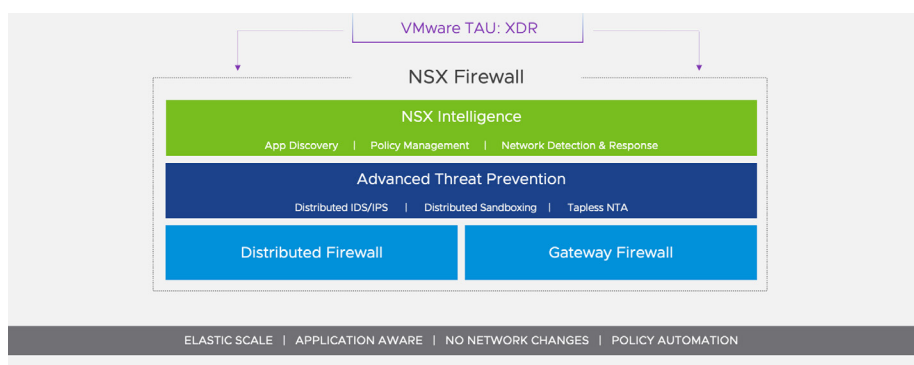 VMware TAU: XDR
NSX Firewall
NSX Intelligence
App Discovery | Policy Management | Network Detection & Response
Advanced Threat Prevention
Distributed IDS/IPS | Distributed Sandboxing | Tapless NTA
Distributed Firewall
Gateway Firewall
ELASTIC SCALE | APPLICATION AWARE | NO NETWORK CHANGES | POLICY AUTOMATION